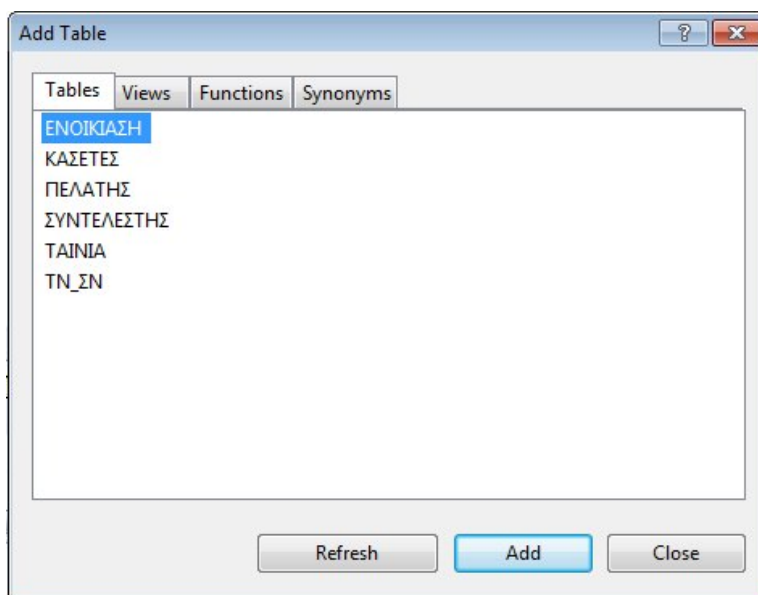 Add Table
Tables Views Functions Synonyms
ΕΝΟΙΚΙΑΣΗ
ΚΑΣΕΤΕΣ
ΠΕΛΑΤΗΣ
ΣΥΝΤΕΛΕΣΤΗΣ
ΤΑΙΝΙΑ
ΤΝ_ΣΝ
Refresh Add Close